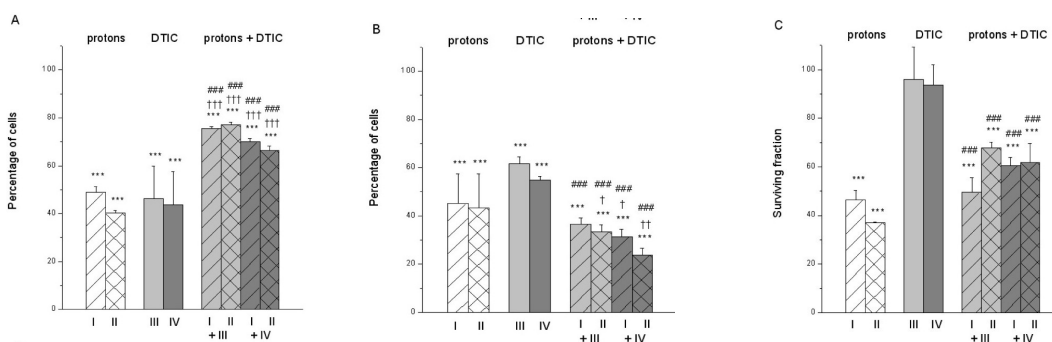 A
protons DTIC protons + DTIC
Percentage of cells
100
80
60
40
20
0
### ### ### ###
††† ††† ††† †††
*** *** *** ***
*** ***
*** ***
I II III IV I II I II
+ III + IV
B
protons DTIC protons + DTIC
Percentage of cells
100
80
60
40
20
0
*** *** *** ***
### ### ### ###
† † ††
*** *** *** ***
I II III IV I II I II
+ III + IV
C
protons DTIC protons + DTIC
Surviving fraction
100
80
60
40
20
0
*** ***
### ### ### ###
*** *** *** ***
I II III IV I II I II
+ III + IV